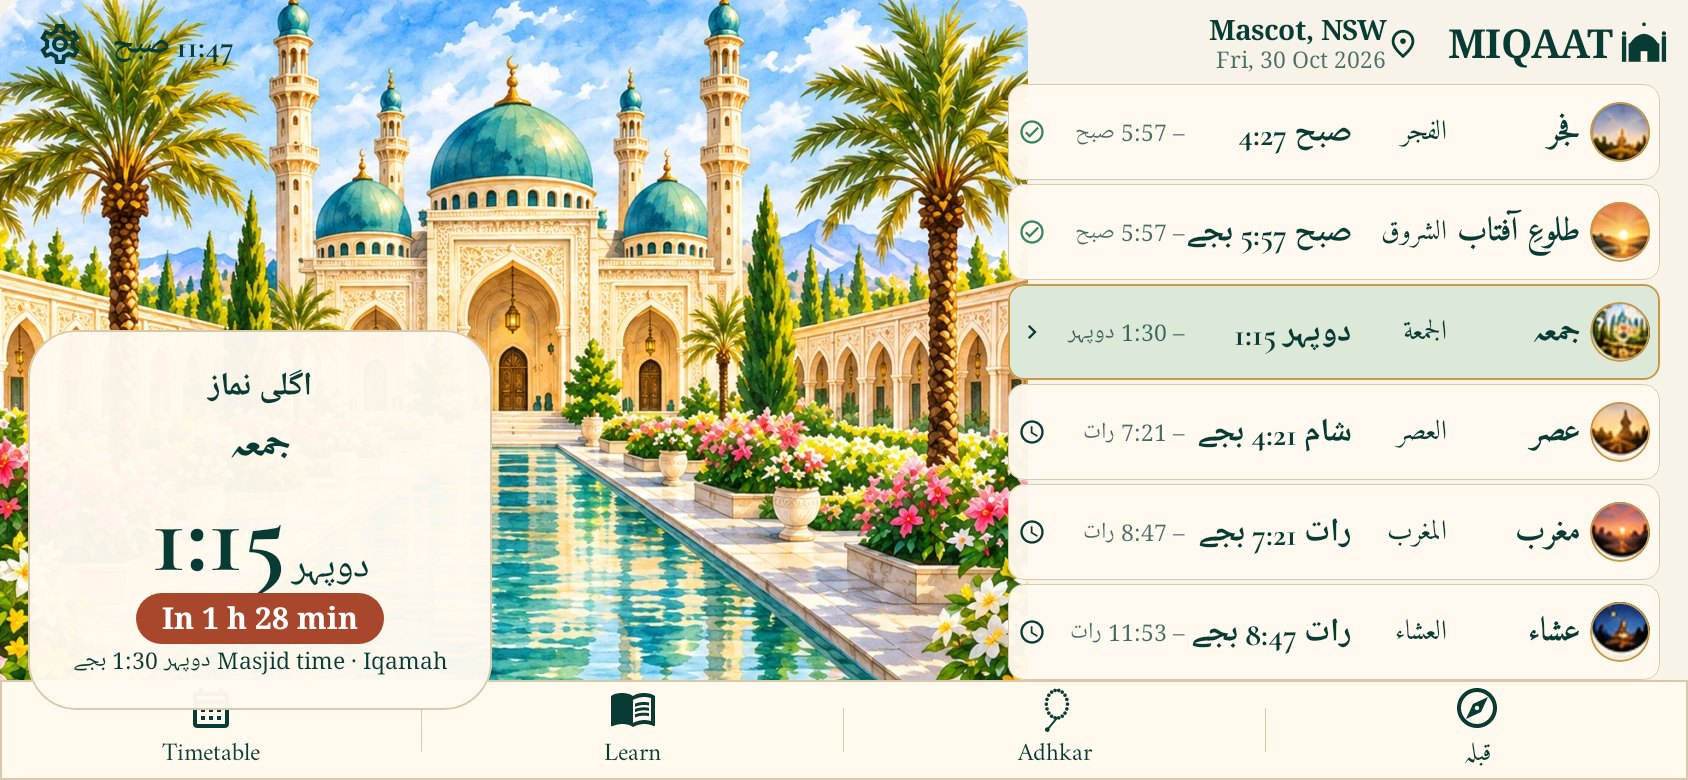 MIQAAT
Mascot, NSW
Fri, 30 Oct 2026
11:47 صبح
فجر الفجر صبح 4:27 – 5:57 صبح
طلوعِ آفتاب الشروق صبح 5:57 بجے – 5:57 صبح
جمعہ الجمعة دوپہر 1:15 – 1:30 دوپہر
عصر العصر شام 4:21 بجے – 7:21 رات
مغرب المغرب رات 7:21 بجے – 8:47 رات
عشاء العشاء رات 8:47 بجے – 11:53 رات
اگلی نماز
جمعہ
دوپہر 1:15
In 1 h 28 min
Masjid time · Iqamah دوپہر 1:30 بجے
Timetable
Learn
Adhkar
قبلہ